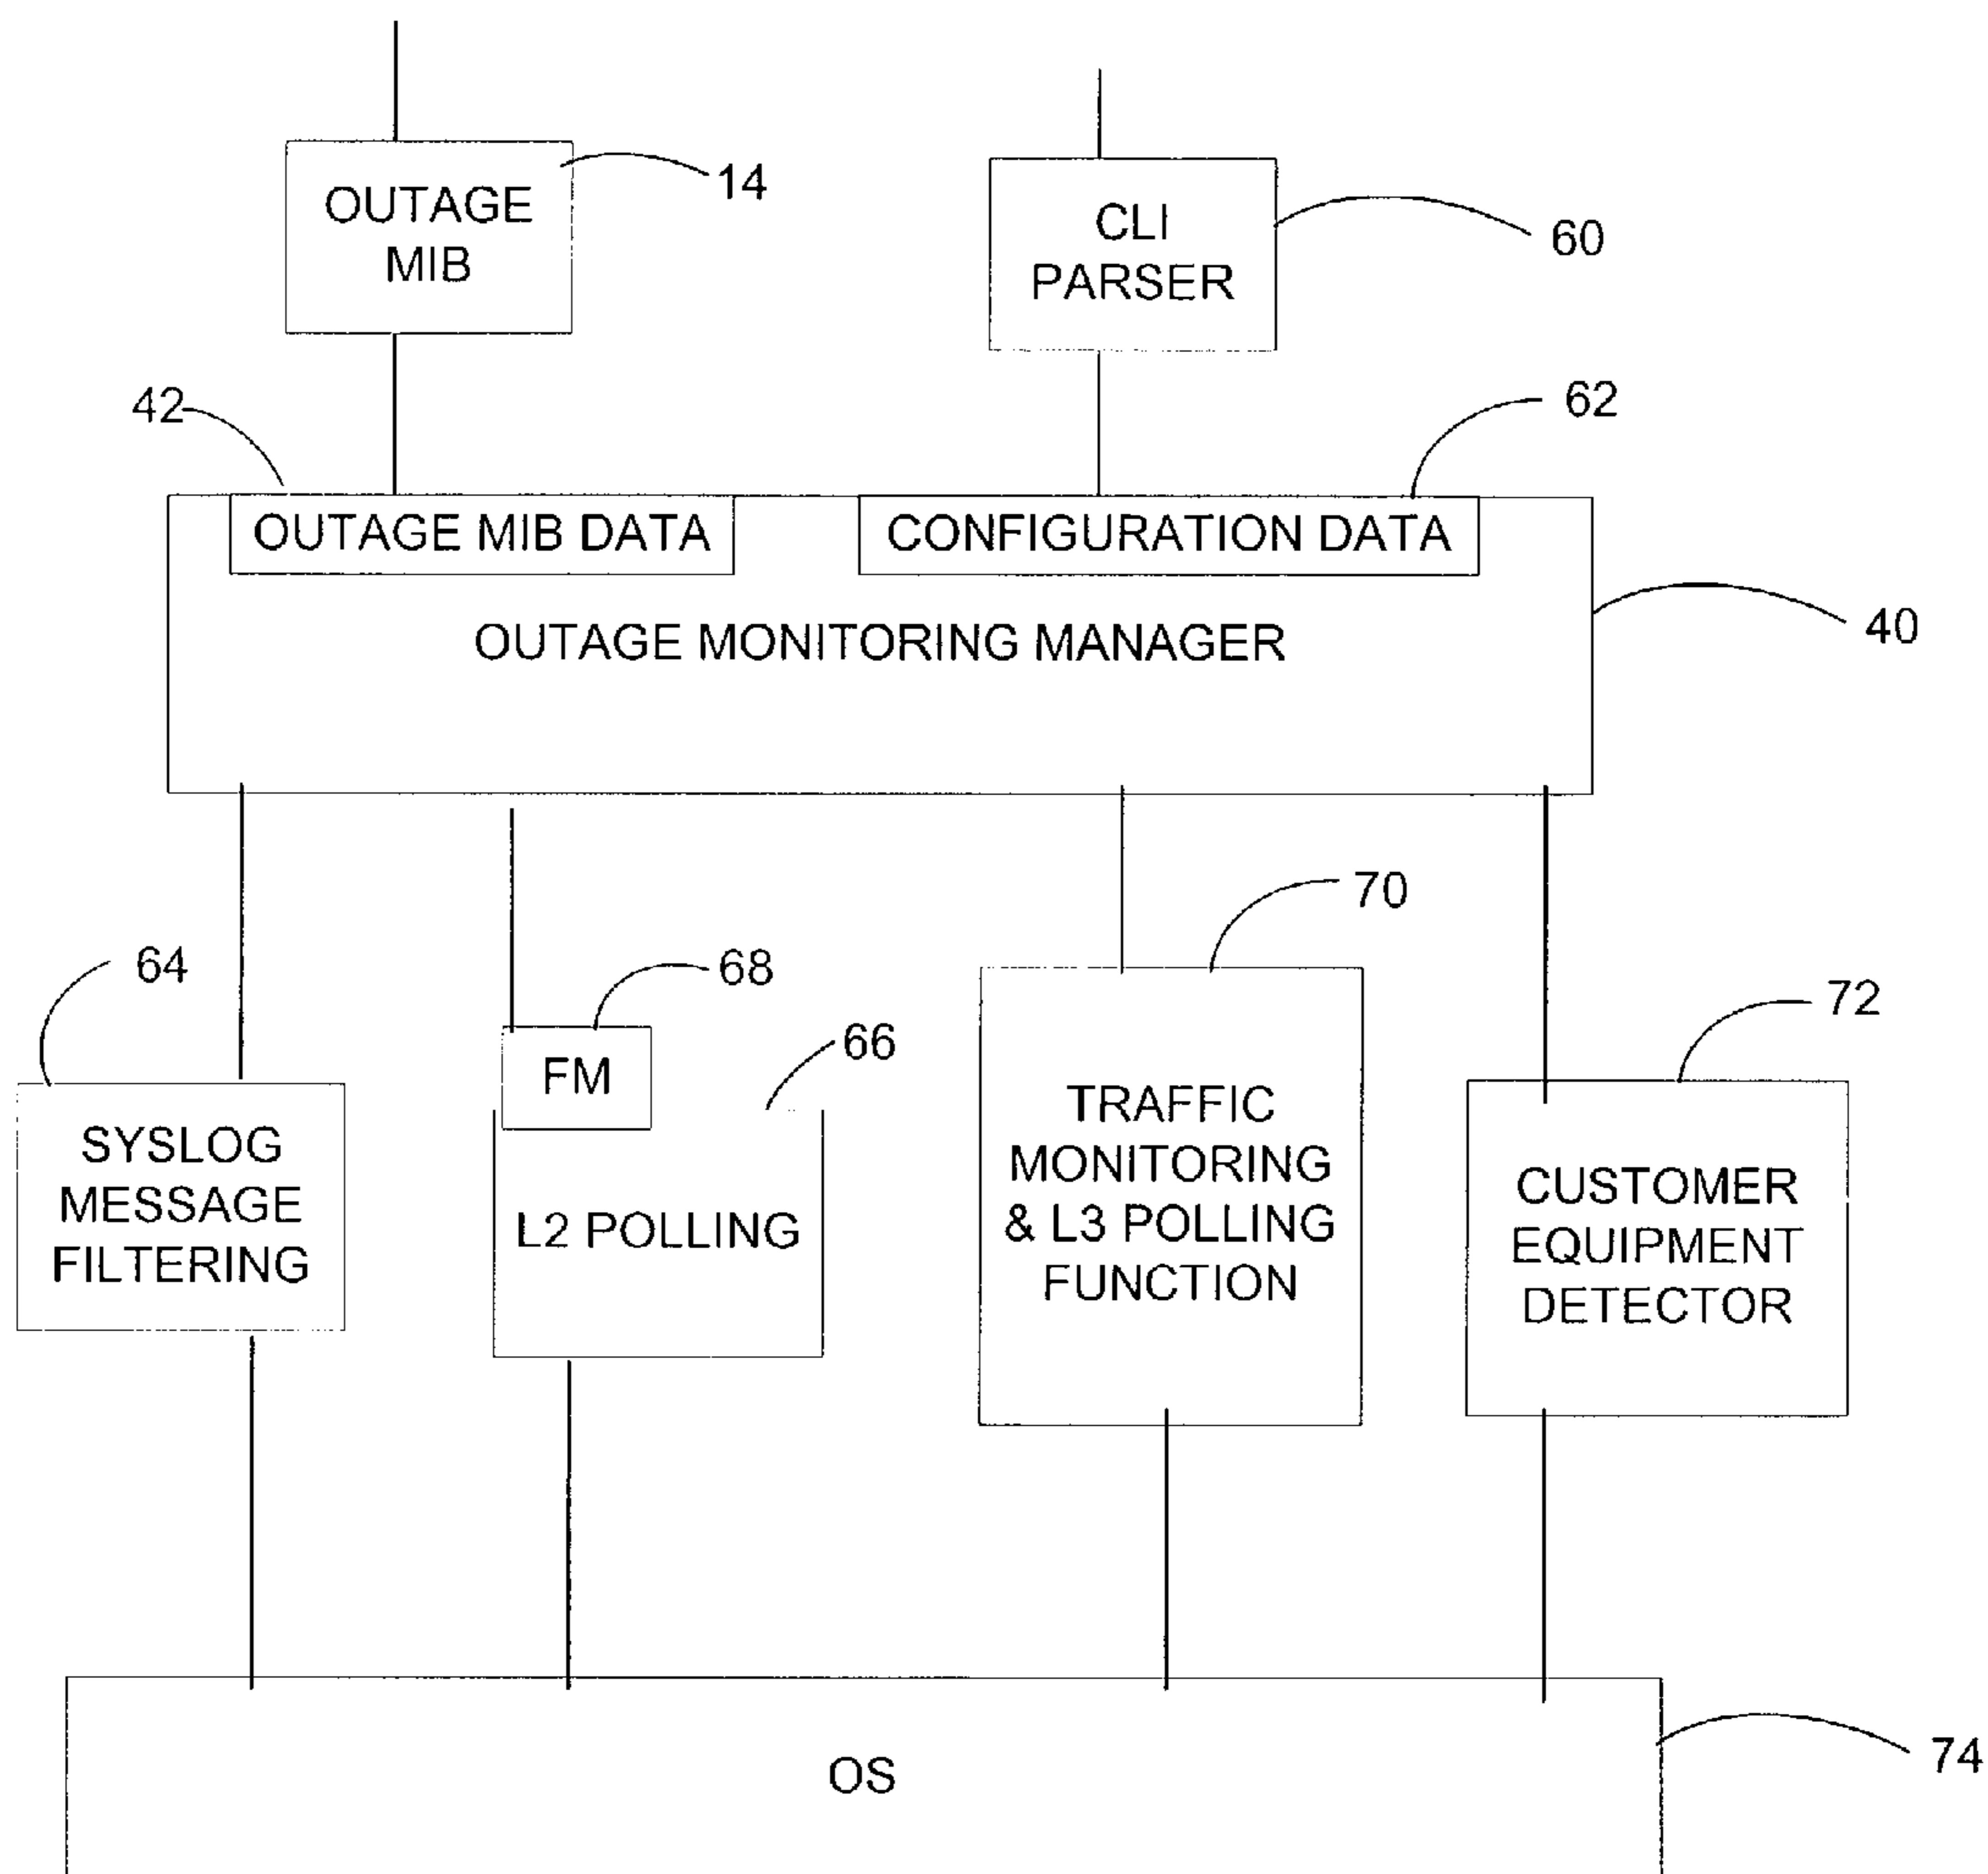 OUTAGE
MIB
14
CLI
PARSER
60
42
62
OUTAGE MIB DATA
CONFIGURATION DATA
OUTAGE MONITORING MANAGER
40
70
64
68
72
66
FM
SYSLOG
MESSAGE
FILTERING
L2 POLLING
TRAFFIC
MONITORING
& L3 POLLING
FUNCTION
CUSTOMER
EQUIPMENT
DETECTOR
OS
74